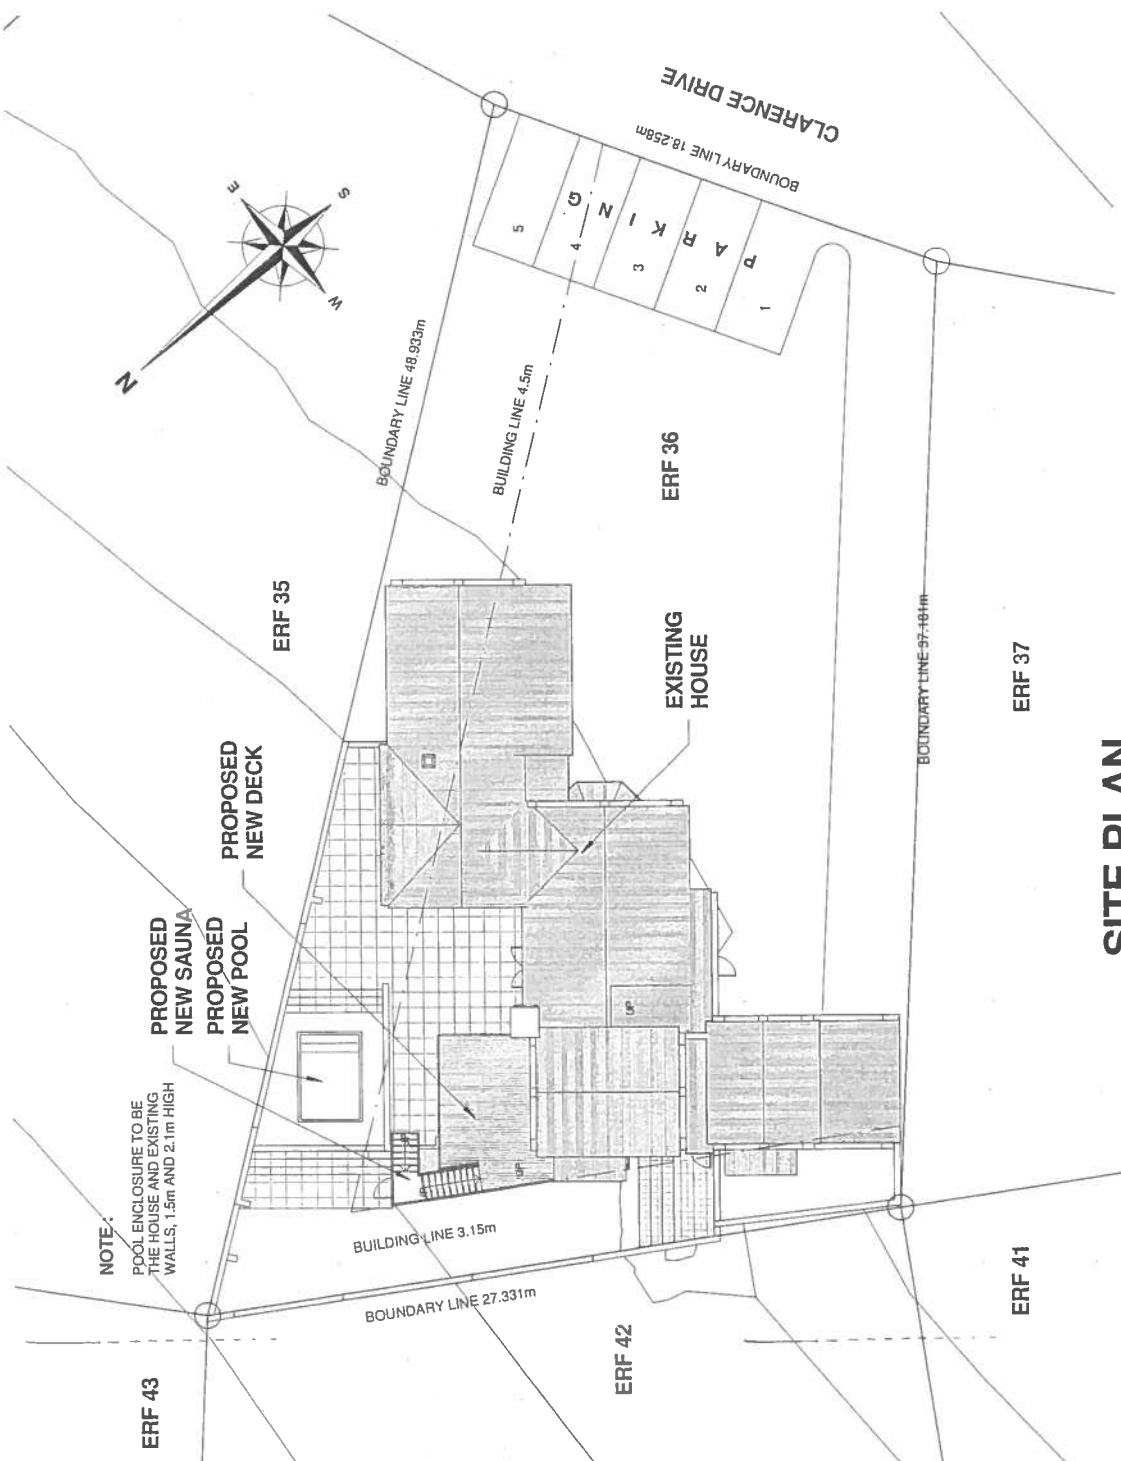 NOTE :
POOL ENCLOSURE TO BE
THE HOUSE AND EXISTING
WALLS, 1.5m AND 2.1m HIGH
PROPOSED
NEW SAUNA
PROPOSED
NEW POOL
PROPOSED
NEW DECK
ERF 43
ERF 35
N
E
S
W
BOUNDARY LINE 48.933m
BUILDING LINE 4.5m
BUILDING LINE 3.15m
BOUNDARY LINE 27.331m
ERF 42
UP
UP
EXISTING
HOUSE
ERF 36
PARKING
1
2
3
4
5
BOUNDARY LINE 18.258m
CLARENCE DRIVE
BOUNDARY LINE 37.181m
ERF 41
ERF 37
SITE PLAN